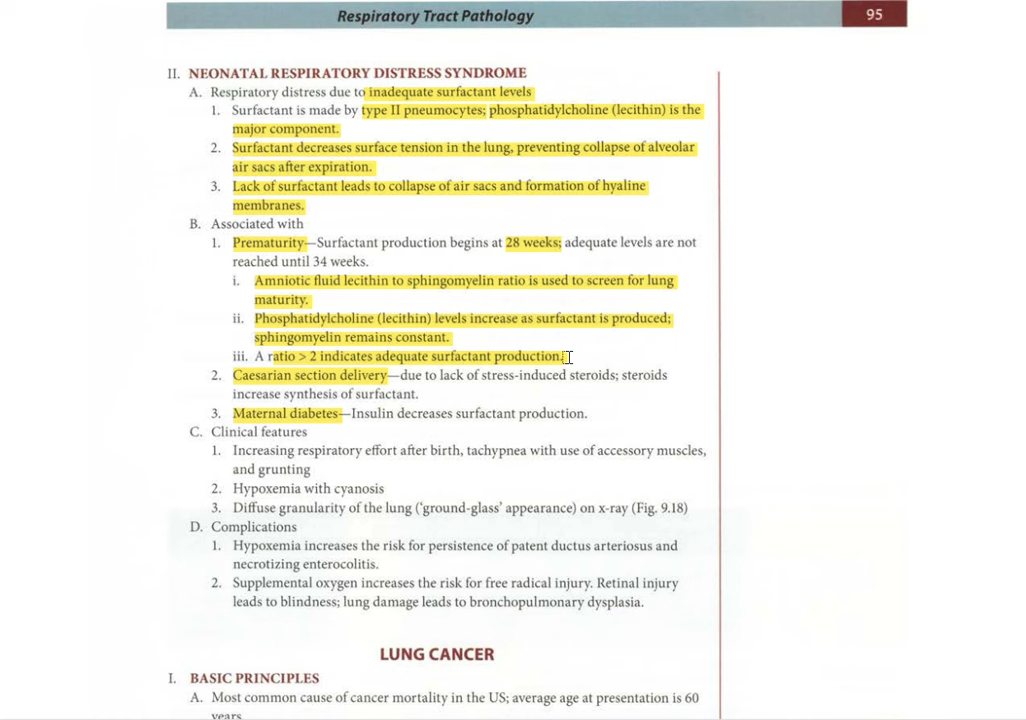 Respiratory Tract Pathology
95
II. NEONATAL RESPIRATORY DISTRESS SYNDROME
A. Respiratory distress due to inadequate surfactant levels
1. Surfactant is made by type II pneumocytes; phosphatidylcholine (lecithin) is the
major component.
2. Surfactant decreases surface tension in the lung, preventing collapse of alveolar
air sacs after expiration.
3. Lack of surfactant leads to collapse of air sacs and formation of hyaline
membranes.
B. Associated with
1. Prematurity—Surfactant production begins at 28 weeks; adequate levels are not
reached until 34 weeks.
i. Amniotic fluid lecithin to sphingomyelin ratio is used to screen for lung
maturity.
ii. Phosphatidylcholine (lecithin) levels increase as surfactant is produced;
sphingomyelin remains constant.
iii. A ratio > 2 indicates adequate surfactant production.
2. Caesarian section delivery—due to lack of stress-induced steroids; steroids
increase synthesis of surfactant.
3. Maternal diabetes—Insulin decreases surfactant production.
C. Clinical features
1. Increasing respiratory effort after birth, tachypnea with use of accessory muscles,
and grunting
2. Hypoxemia with cyanosis
3. Diffuse granularity of the lung ('ground-glass' appearance) on x-ray (Fig. 9.18)
D. Complications
1. Hypoxemia increases the risk for persistence of patent ductus arteriosus and
necrotizing enterocolitis.
2. Supplemental oxygen increases the risk for free radical injury. Retinal injury
leads to blindness; lung damage leads to bronchopulmonary dysplasia.
LUNG CANCER
I. BASIC PRINCIPLES
A. Most common cause of cancer mortality in the US; average age at presentation is 60
years